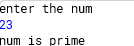 enter the num
23
num is prime